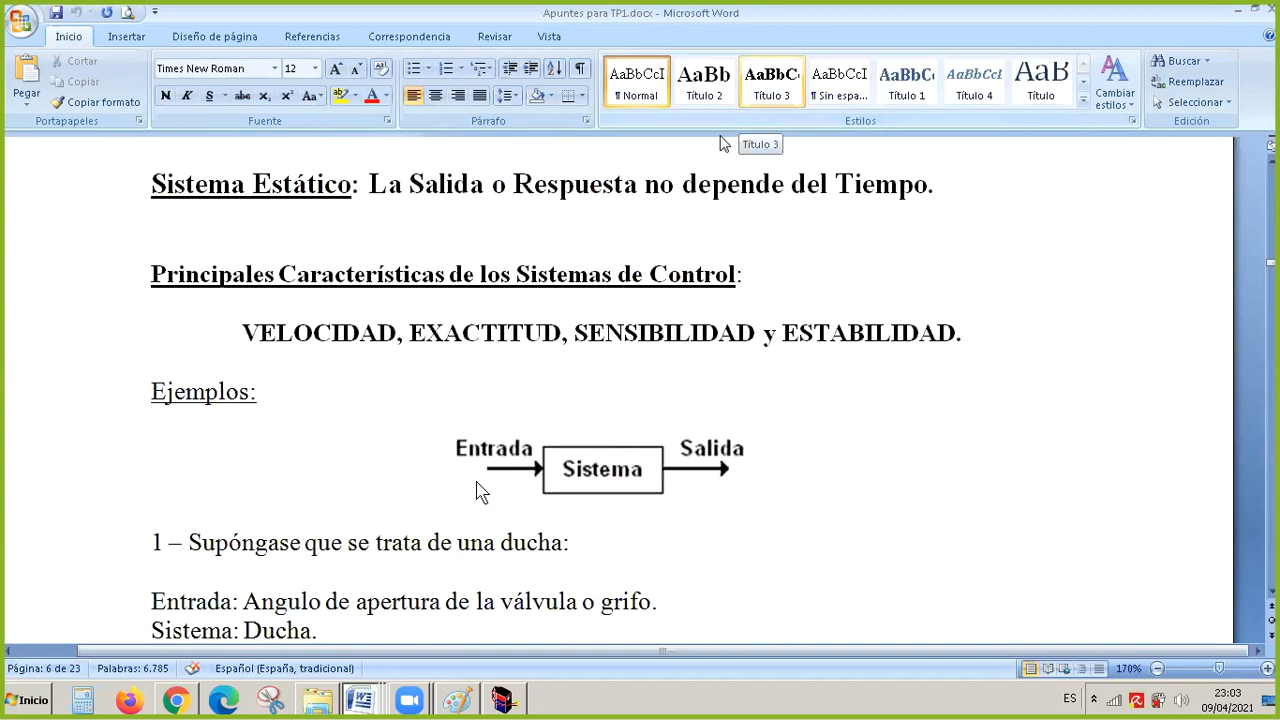 Apuntes para TP1.docx - Microsoft Word
Inicio Insertar Diseño de página Referencias Correspondencia Revisar Vista
Pegar
Cortar
Copiar
Copiar formato
Portapapeles
Times New Roman 12
N K S abc x₂ x² Aa
Fuente
Párrafo
AaBbCcI AaBb AaBbC AaBbCcI AaBbCc AaBbCcI AaB
¶ Normal Título 2 Título 3 ¶ Sin espa... Título 1 Título 4 Título
Cambiar estilos
Estilos
Buscar
Reemplazar
Seleccionar
Edición
Título 3
Sistema Estático: La Salida o Respuesta no depende del Tiempo.
Principales Características de los Sistemas de Control:
VELOCIDAD, EXACTITUD, SENSIBILIDAD y ESTABILIDAD.
Ejemplos:
Entrada Sistema Salida
1 – Supóngase que se trata de una ducha:
Entrada: Angulo de apertura de la válvula o grifo.
Sistema: Ducha.
Página: 6 de 23 Palabras: 6.785 Español (España, tradicional) 170%
Inicio ES 23:03
09/04/2021